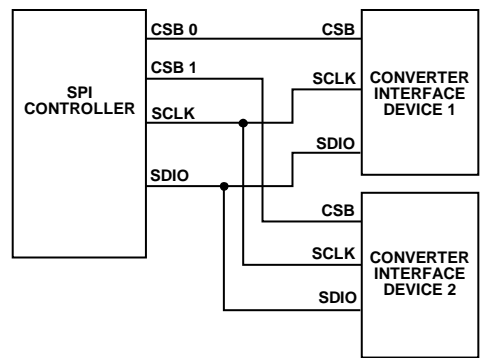 CSB 0
CSB 1
SPI
CONTROLLER
SCLK
SDIO
CSB
SCLK
SDIO
CONVERTER
INTERFACE
DEVICE 1
CSB
SCLK
SDIO
CONVERTER
INTERFACE
DEVICE 2